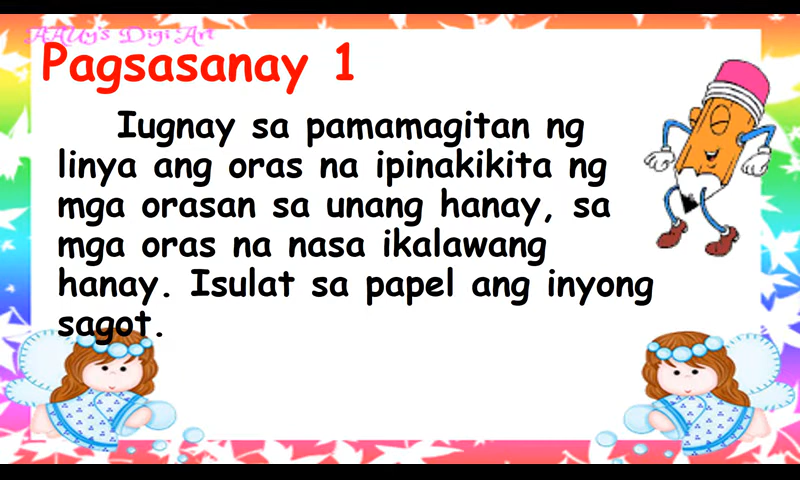 AAUy's Digi Art
Pagsasanay 1
Iugnay sa pamamagitan ng
linya ang oras na ipinakikita ng
mga orasan sa unang hanay, sa
mga oras na nasa ikalawang
hanay. Isulat sa papel ang inyong
sagot.